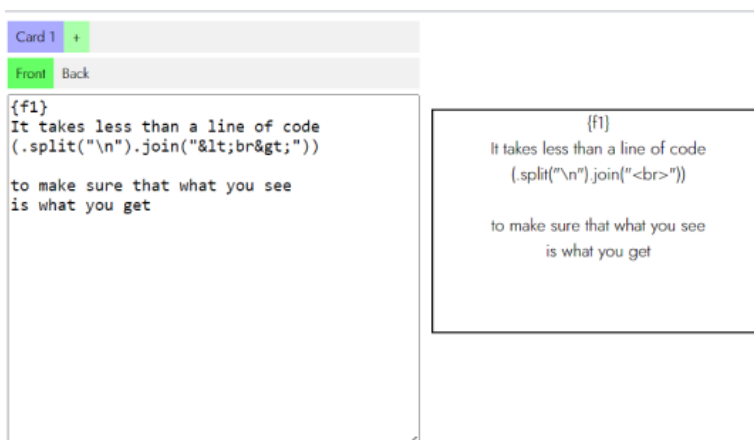 Card 1 +
Front Back
{f1}
It takes less than a line of code
(.split("\n").join("&lt;br&gt;"))
to make sure that what you see
is what you get
{f1}
It takes less than a line of code
(.split("\n").join("<br>"))
to make sure that what you see
is what you get